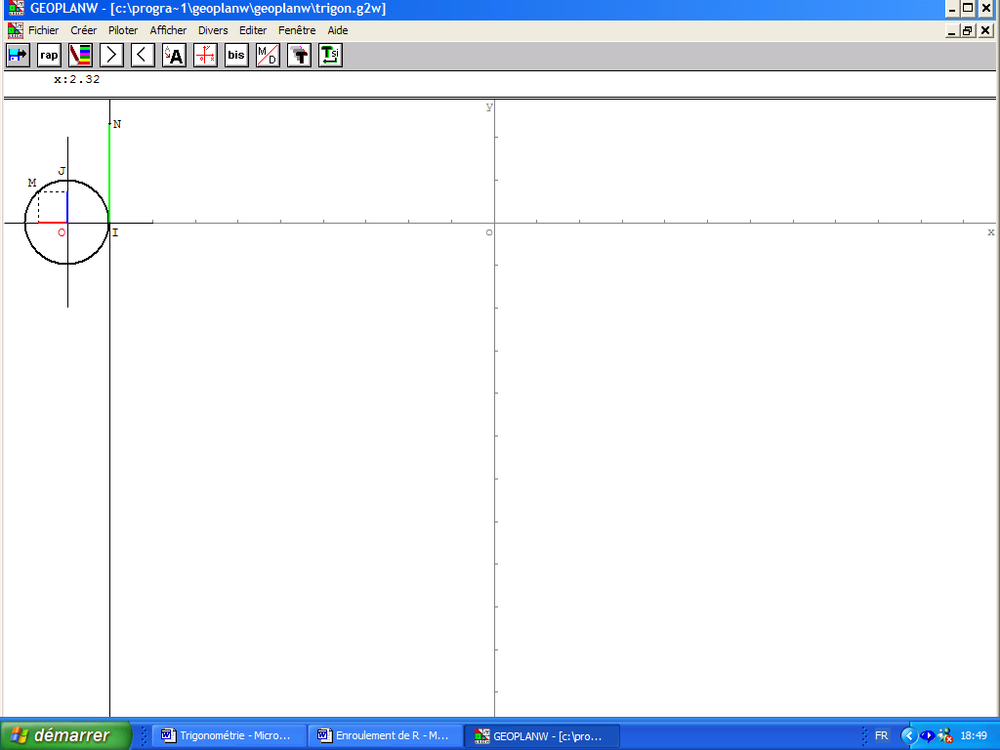 GEOPLANW - [c:\progra~1\geoplanw\geoplanw\trigon.g2w]
Fichier Créer Piloter Afficher Divers Editer Fenêtre Aide
rap > < A bis M/D T
x:2.32
y
N
J
M
O I o x
démarrer Trigonométrie - Micro... Enroulement de R - M... GEOPLANW - [c:\pro... FR 18:49